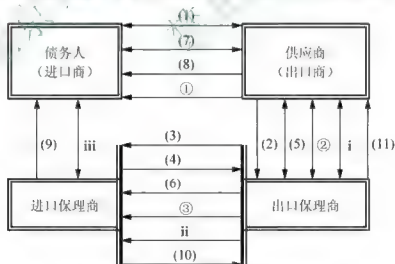 (1)
债务人
(进口商)
(7)
供应商
(出口商)
(8)
①
(9)
iii
(3)
(2)
(5)
②
i
(11)
(4)
(6)
进口保理商
③
出口保理商
ii
(10)